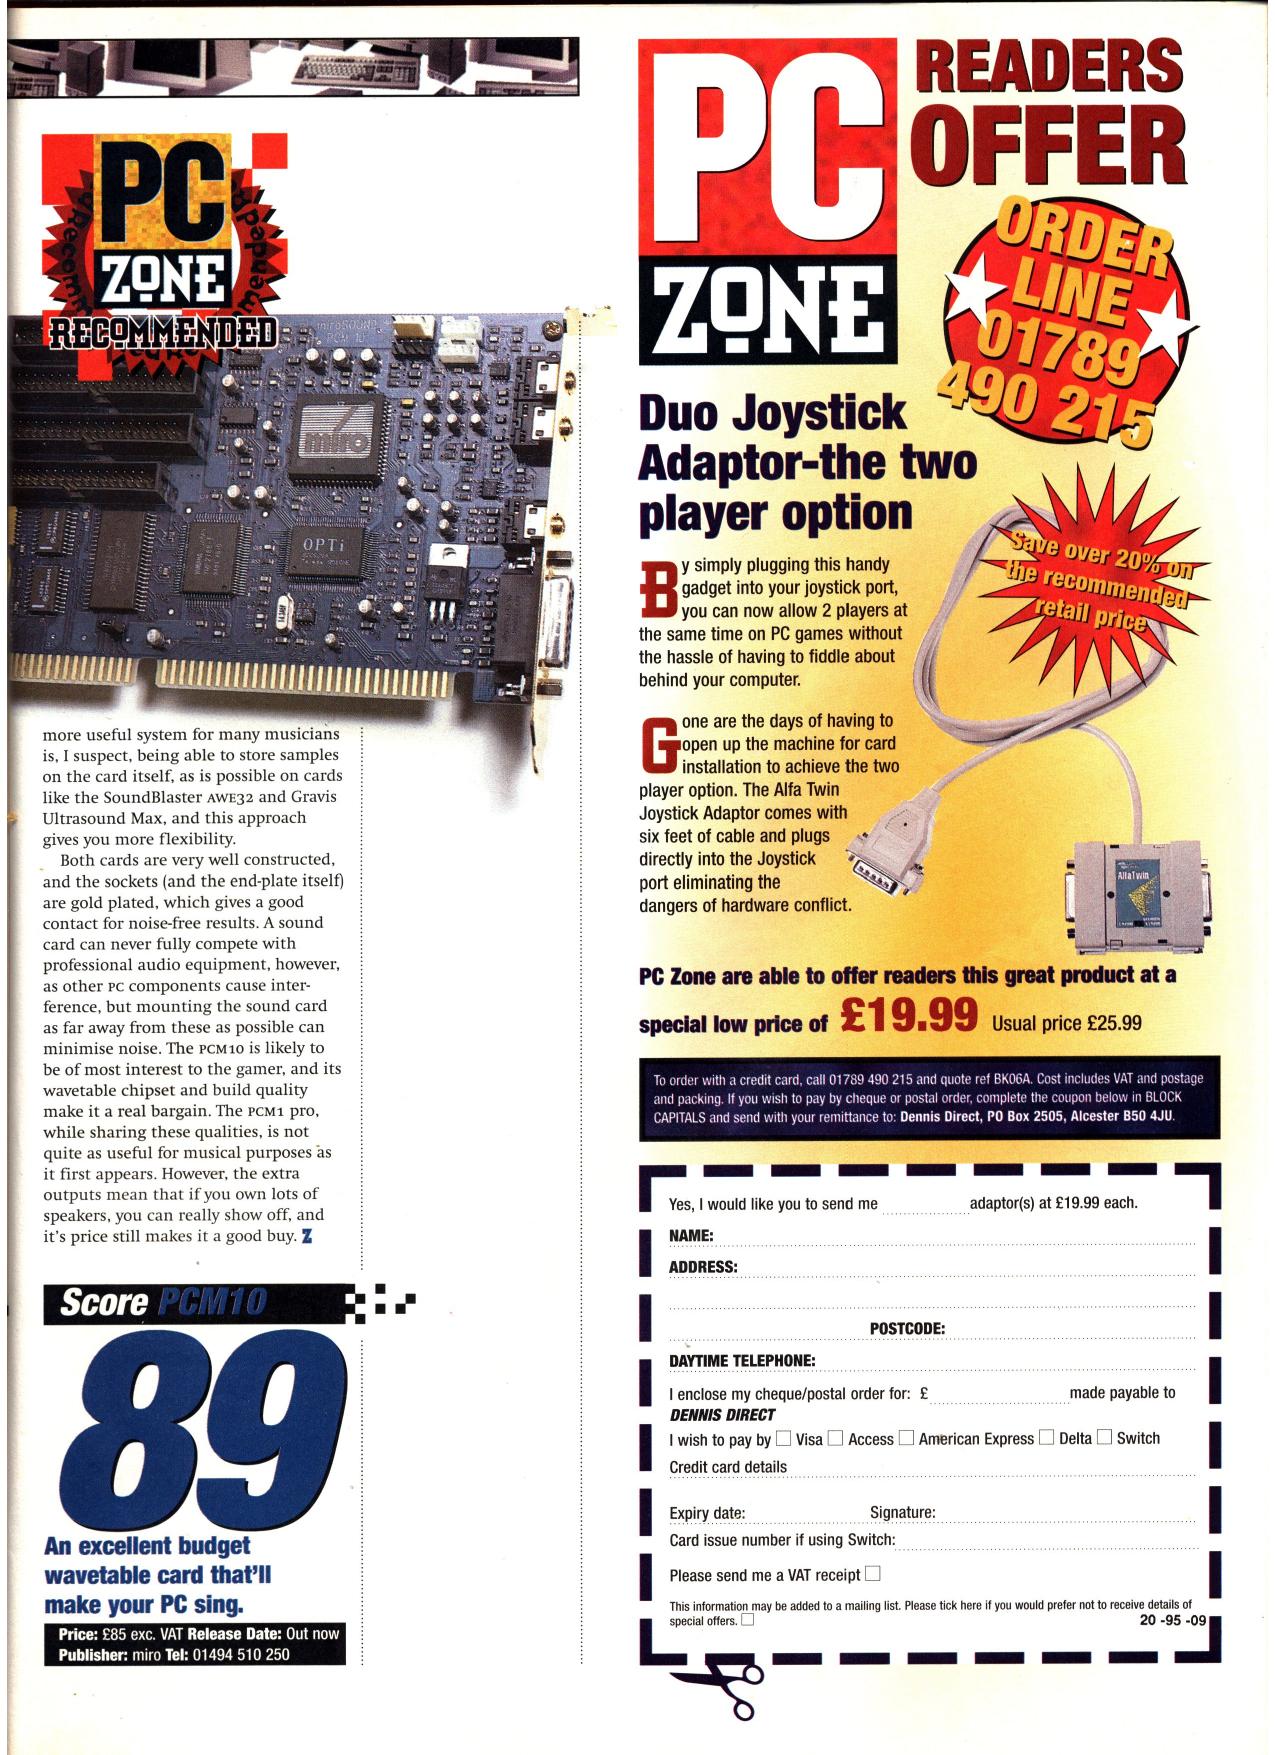 PC
ZONE
Recommended
RECOMMENDED
miroSOUND
PCM 10
miro
OPTi
more useful system for many musicians
is, I suspect, being able to store samples
on the card itself, as is possible on cards
like the SoundBlaster AWE32 and Gravis
Ultrasound Max, and this approach
gives you more flexibility.
Both cards are very well constructed,
and the sockets (and the end-plate itself)
are gold plated, which gives a good
contact for noise-free results. A sound
card can never fully compete with
professional audio equipment, however,
as other PC components cause inter-
ference, but mounting the sound card
as far away from these as possible can
minimise noise. The PCM10 is likely to
be of most interest to the gamer, and its
wavetable chipset and build quality
make it a real bargain. The PCM1 pro,
while sharing these qualities, is not
quite as useful for musical purposes as
it first appears. However, the extra
outputs mean that if you own lots of
speakers, you can really show off, and
it's price still makes it a good buy. Z
Score PCM10
89
An excellent budget
wavetable card that'll
make your PC sing.
Price: £85 exc. VAT Release Date: Out now
Publisher: miro Tel: 01494 510 250
PC
ZONE
READERS
OFFER
ORDER
LINE
01789
490 215
Duo Joystick
Adaptor-the two
player option
Save over 20% on
the recommended
retail price
By simply plugging this handy
gadget into your joystick port,
you can now allow 2 players at
the same time on PC games without
the hassle of having to fiddle about
behind your computer.
Gone are the days of having to
open up the machine for card
installation to achieve the two
player option. The Alfa Twin
Joystick Adaptor comes with
six feet of cable and plugs
directly into the Joystick
port eliminating the
dangers of hardware conflict.
AlfaTwin
PC Zone are able to offer readers this great product at a
special low price of £19.99 Usual price £25.99
To order with a credit card, call 01789 490 215 and quote ref BK06A. Cost includes VAT and postage
and packing. If you wish to pay by cheque or postal order, complete the coupon below in BLOCK
CAPITALS and send with your remittance to: Dennis Direct, PO Box 2505, Alcester B50 4JU.
Yes, I would like you to send me adaptor(s) at £19.99 each.
NAME:
ADDRESS:
POSTCODE:
DAYTIME TELEPHONE:
I enclose my cheque/postal order for: £ made payable to
DENNIS DIRECT
I wish to pay by Visa Access American Express Delta Switch
Credit card details
Expiry date: Signature:
Card issue number if using Switch:
Please send me a VAT receipt
This information may be added to a mailing list. Please tick here if you would prefer not to receive details of
special offers.
20 -95 -09